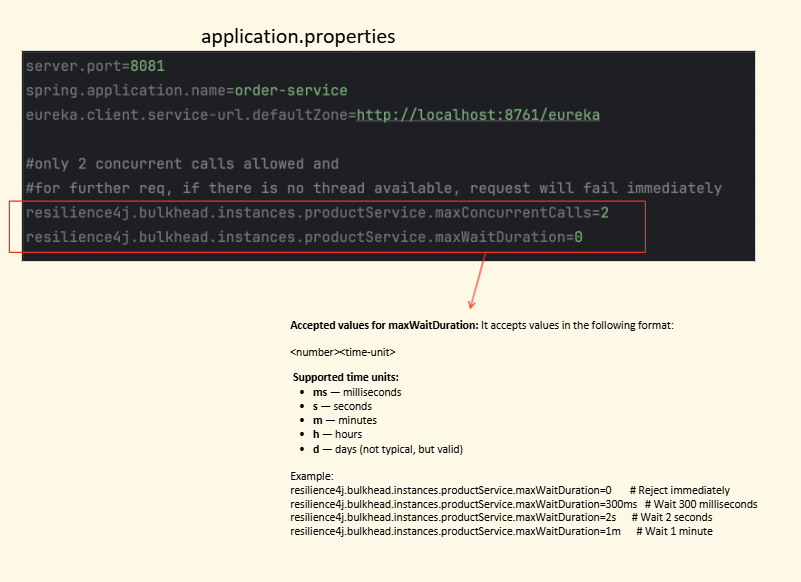 application.properties
server.port=8081
spring.application.name=order-service
eureka.client.service-url.defaultZone=http://localhost:8761/eureka
#only 2 concurrent calls allowed and
#for further req, if there is no thread available, request will fail immediately
resilience4j.bulkhead.instances.productService.maxConcurrentCalls=2
resilience4j.bulkhead.instances.productService.maxWaitDuration=0
Accepted values for maxWaitDuration: It accepts values in the following format:
<number><time-unit>
Supported time units:
• ms — milliseconds
• s — seconds
• m — minutes
• h — hours
• d — days (not typical, but valid)
Example:
resilience4j.bulkhead.instances.productService.maxWaitDuration=0 # Reject immediately
resilience4j.bulkhead.instances.productService.maxWaitDuration=300ms # Wait 300 milliseconds
resilience4j.bulkhead.instances.productService.maxWaitDuration=2s # Wait 2 seconds
resilience4j.bulkhead.instances.productService.maxWaitDuration=1m # Wait 1 minute